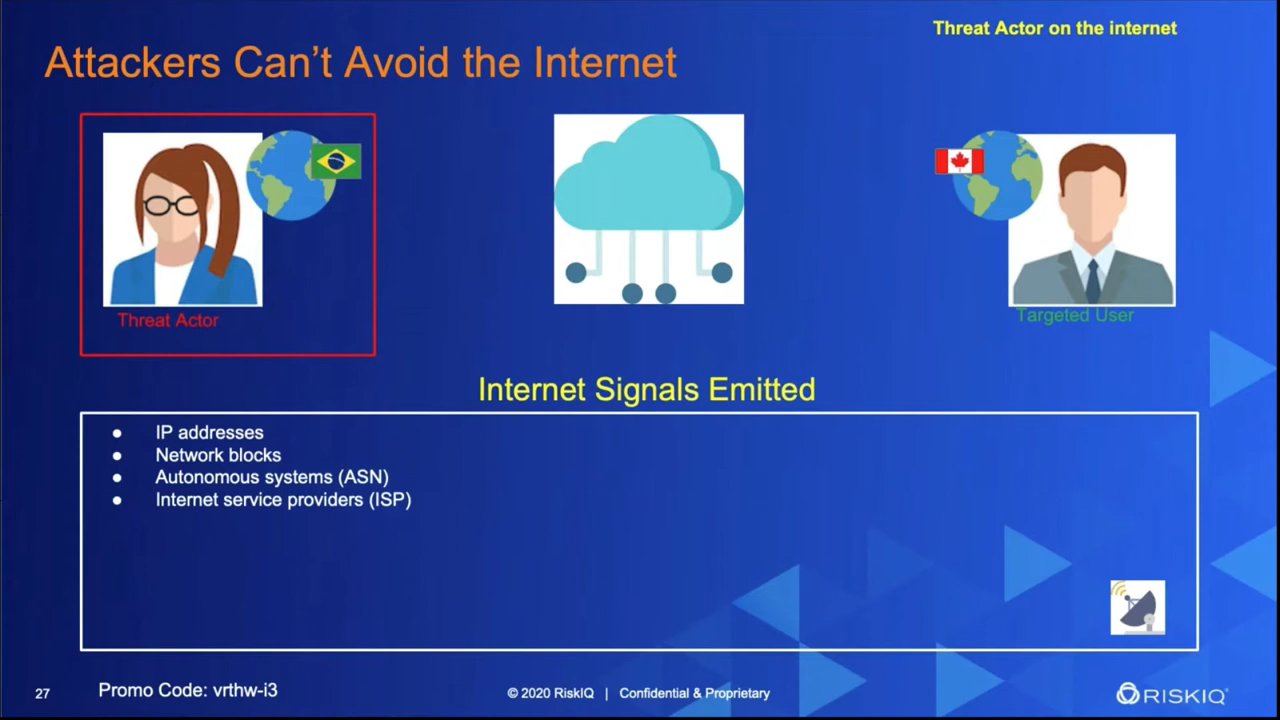 Threat Actor on the internet
Attackers Can't Avoid the Internet
Threat Actor
Targeted User
Internet Signals Emitted
● IP addresses
● Network blocks
● Autonomous systems (ASN)
● Internet service providers (ISP)
27
Promo Code: vrthw-i3
© 2020 RiskIQ | Confidential & Proprietary
RISKIQ